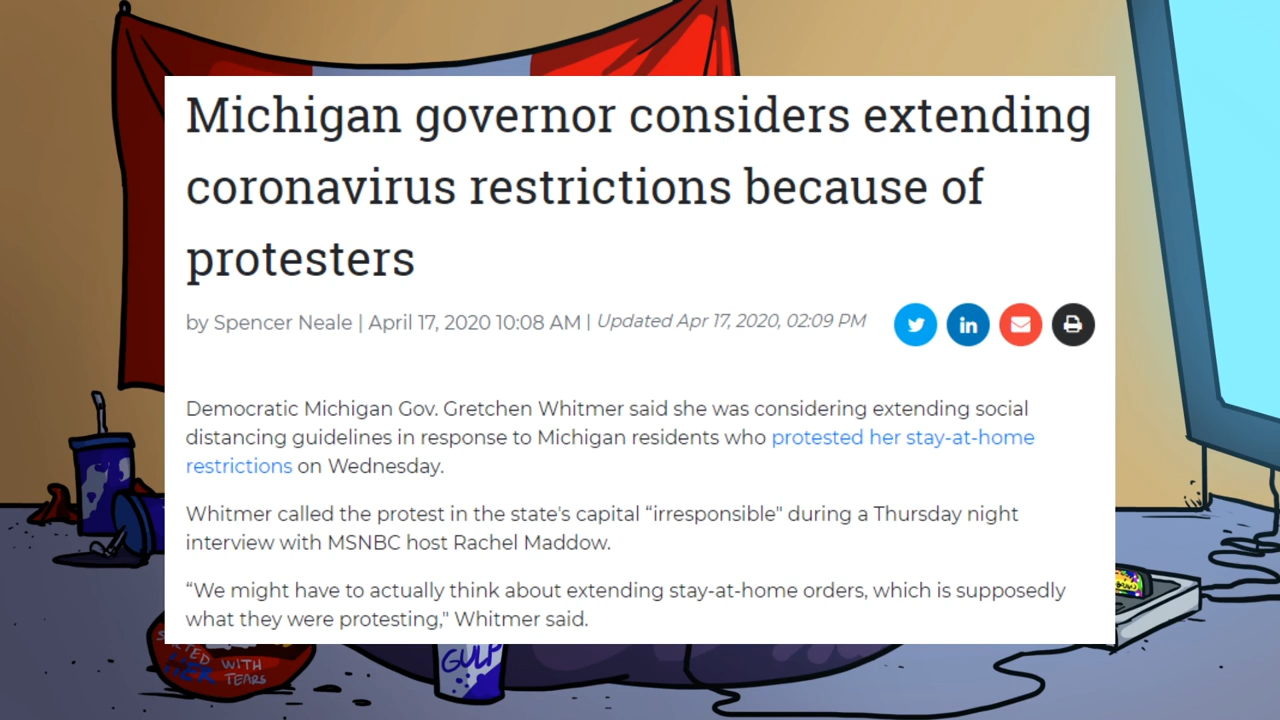 Michigan governor considers extending
coronavirus restrictions because of
protesters
by Spencer Neale | April 17, 2020 10:08 AM | Updated Apr 17, 2020, 02:09 PM
in
Democratic Michigan Gov. Gretchen Whitmer said she was considering extending social
distancing guidelines in response to Michigan residents who protested her stay-at-home
restrictions on Wednesday.
Whitmer called the protest in the state's capital “irresponsible" during a Thursday night
interview with MSNBC host Rachel Maddow.
“We might have to actually think about extending stay-at-home orders, which is supposedly
what they were protesting," Whitmer said.
WITH
TEARS
GULP